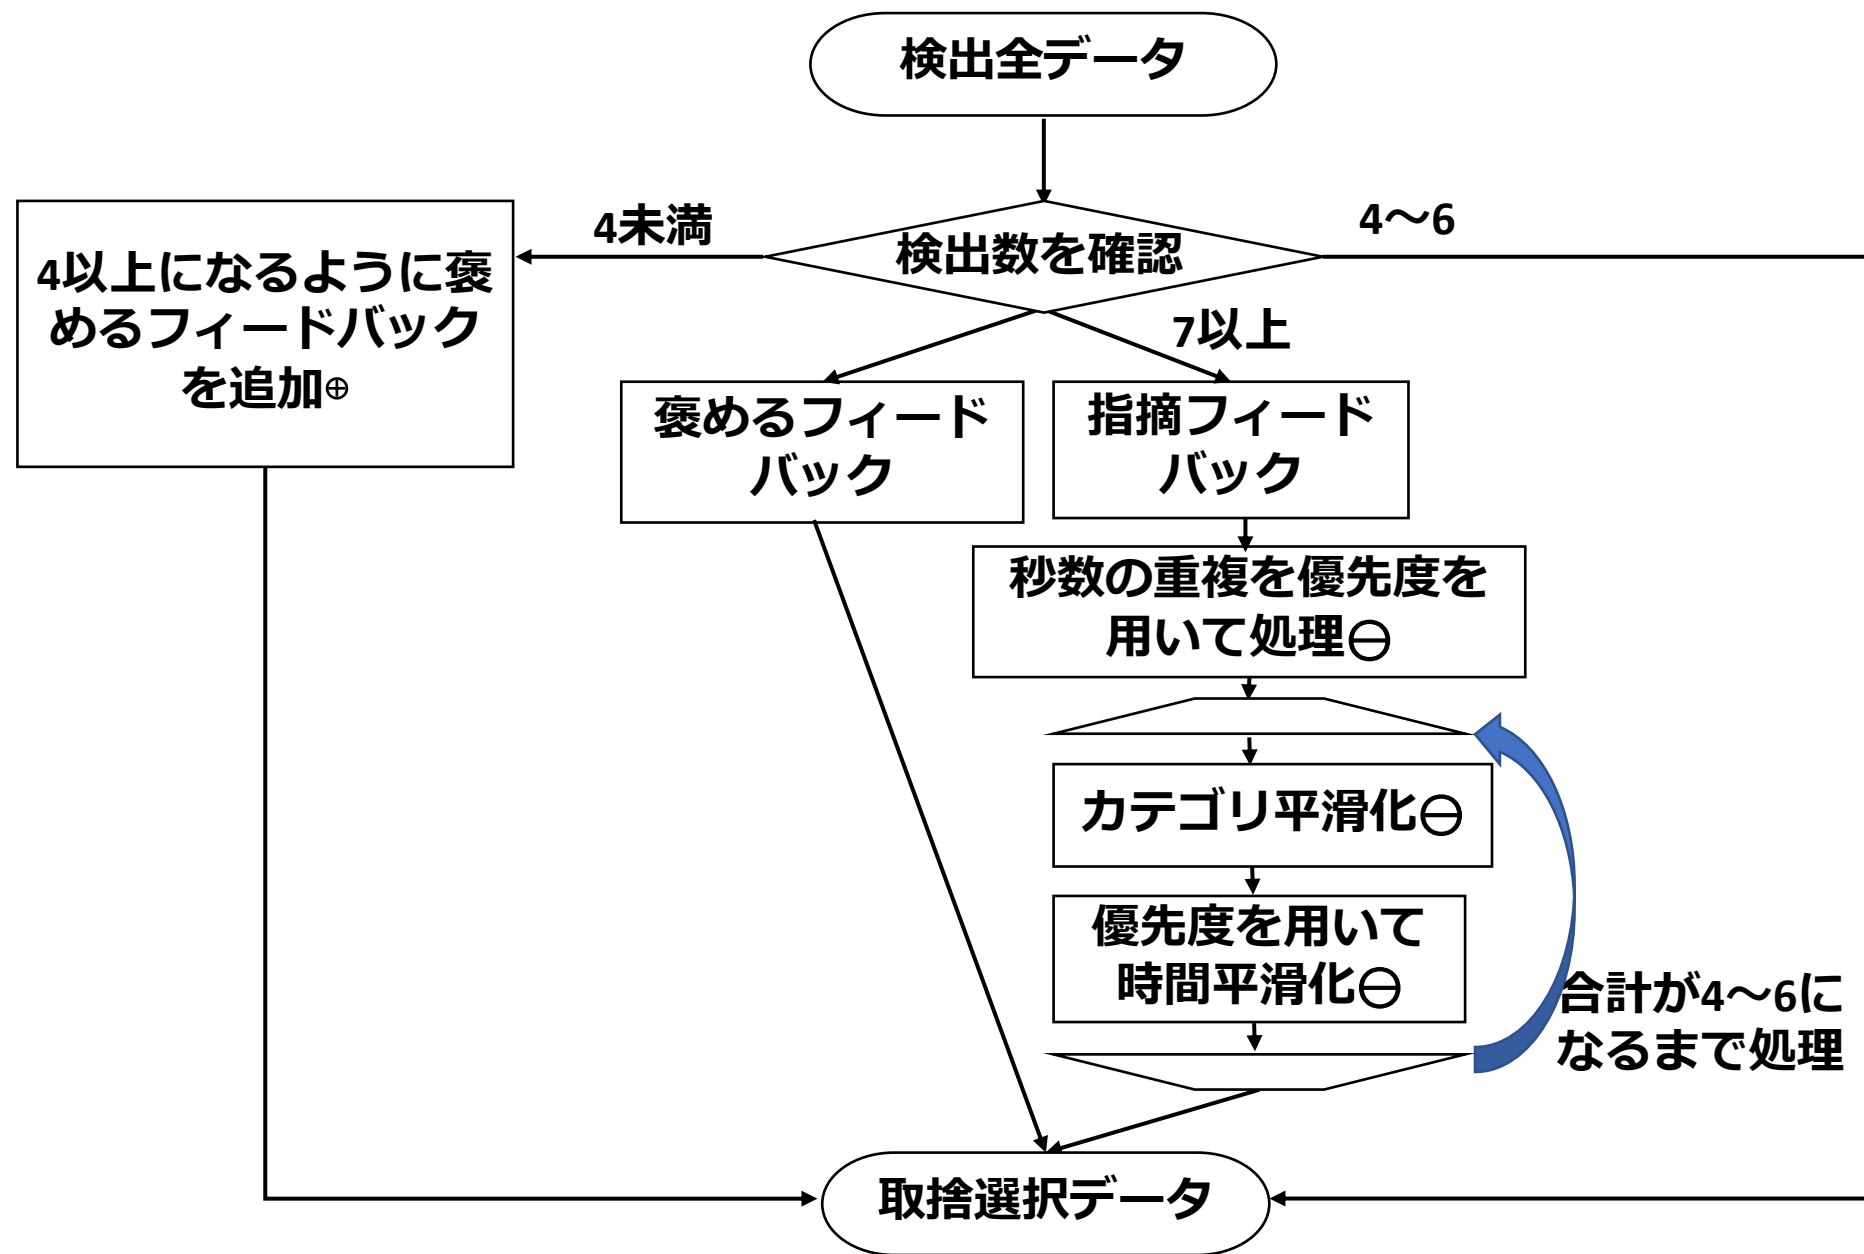 検出全データ
4未満
検出数を確認
4～6
4以上になるように褒
めるフィードバック
を追加⊕
7以上
褒めるフィード
バック
指摘フィード
バック
秒数の重複を優先度を
用いて処理⊖
カテゴリ平滑化⊖
優先度を用いて
時間平滑化⊖
合計が4～6に
なるまで処理
取捨選択データ